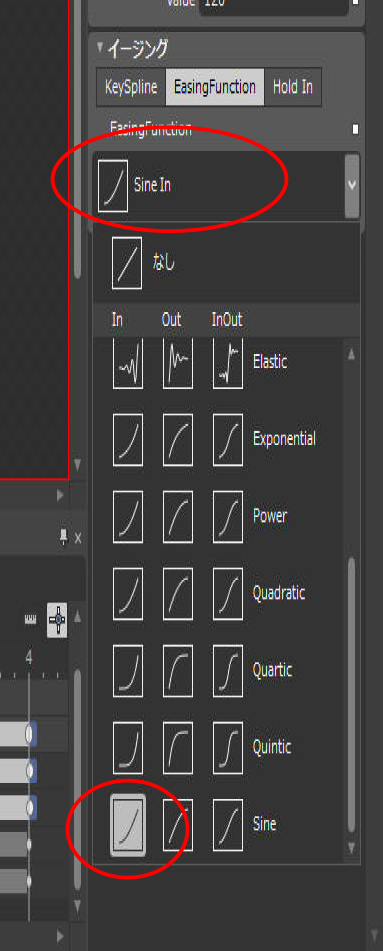 Value 120
イージング
KeySpline EasingFunction Hold In
EasingFunction
Sine In
なし
In Out InOut
Elastic
Exponential
Power
Quadratic
Quartic
Quintic
Sine
4